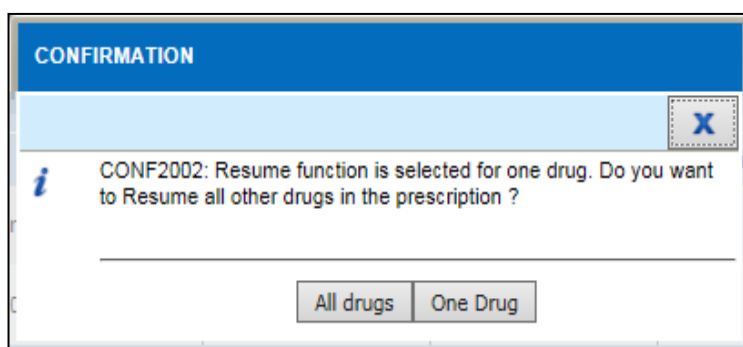 CONFIRMATION
X
i
CONF2002: Resume function is selected for one drug. Do you want
to Resume all other drugs in the prescription ?
All drugs
One Drug